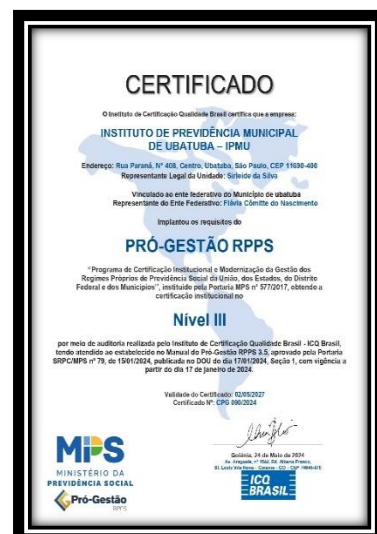 CERTIFICADO
O Instituto de Certificação Qualidade Brasil certifica que a empresa:
INSTITUTO DE PREVIDÊNCIA MUNICIPAL
DE UBATUBA – IPMU
Endereço: Rua Paraná, Nº 408, Centro, Ubatuba, São Paulo, CEP 11690-400
Representante Legal da Unidade: Sirleide da Silva
Vinculado ao ente federativo do Município de ubatuba
Representante do Ente Federativo: Flávia Cômitte do Nascimento
Implantou os requisitos do
PRÓ-GESTÃO RPPS
"Programa de Certificação Institucional e Modernização da Gestão dos
Regimes Próprios de Previdência Social da União, dos Estados, do Distrito
Federal e dos Municípios", instituído pela Portaria MPS nº 577/2017, obtendo a
certificação institucional no
Nível III
por meio de auditoria realizada pelo Instituto de Certificação Qualidade Brasil - ICQ Brasil,
tendo atendido ao estabelecido no Manual do Pró-Gestão RPPS 3.5, aprovado pela Portaria
SRPC/MPS nº 79, de 15/01/2024, publicada no DOU do dia 17/01/2024, Seção 1, com vigência a
partir do dia 17 de janeiro de 2024.
Validade do Certificado: 02/05/2027
Certificado Nº: CPG 090/2024
Goiânia, 24 de Maio de 2024
MPS
MINISTÉRIO DA
PREVIDÊNCIA SOCIAL
Pró-Gestão
RPPS
ICQ
BRASIL